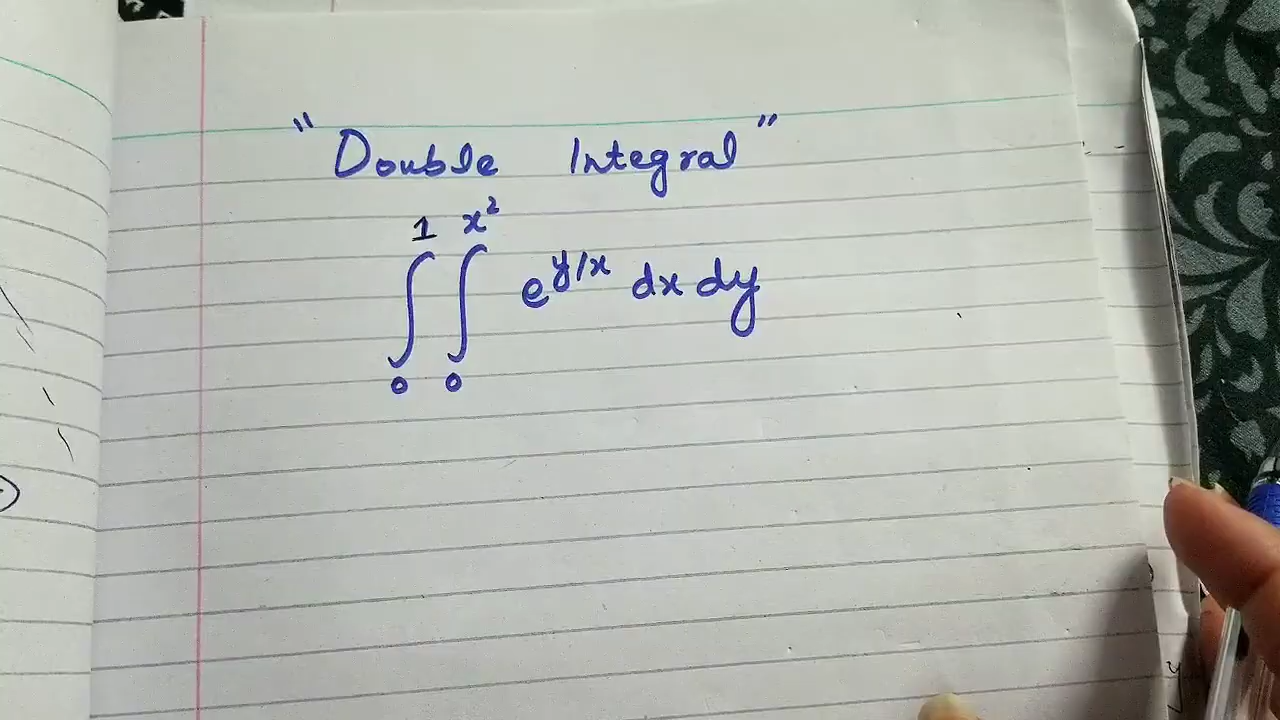 "Double Integral"
∫₀¹ ∫₀^{x²} e^{y/x} dx dy